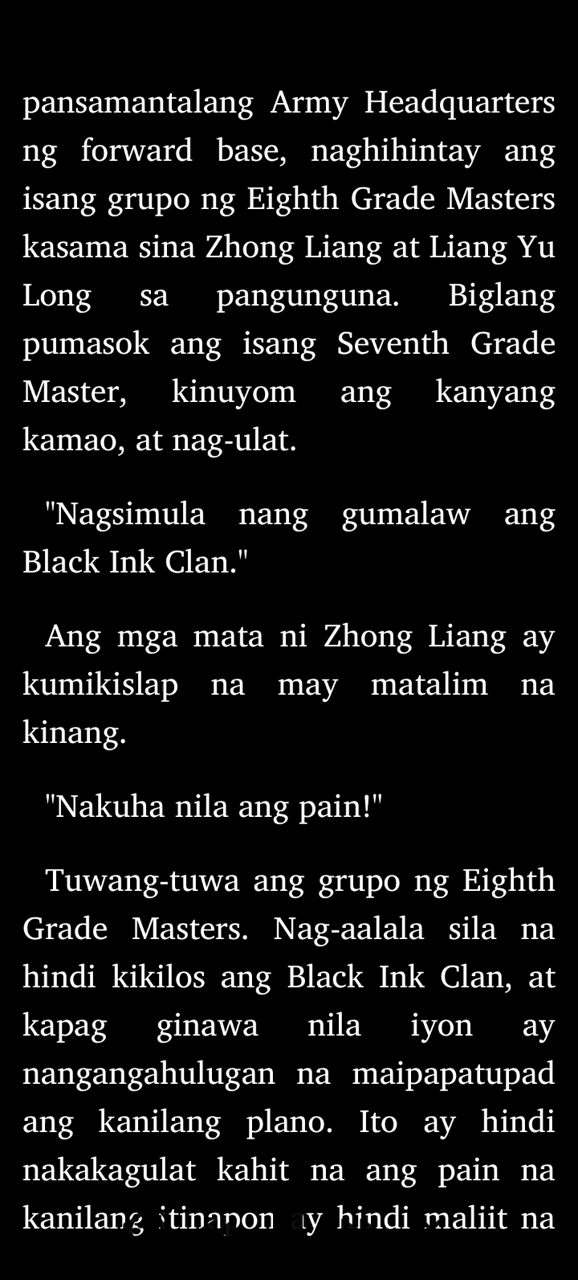 pansamantalang Army Headquarters
ng forward base, naghihintay ang
isang grupo ng Eighth Grade Masters
kasama sina Zhong Liang at Liang Yu
Long sa pangunguna. Biglang
pumasok ang isang Seventh Grade
Master, kinuyom ang kanyang
kamao, at nag-ulat.
"Nagsimula nang gumalaw ang
Black Ink Clan."
Ang mga mata ni Zhong Liang ay
kumikislap na may matalim na
kinang.
"Nakuha nila ang pain!"
Tuwang-tuwa ang grupo ng Eighth
Grade Masters. Nag-aalala sila na
hindi kikilos ang Black Ink Clan, at
kapag ginawa nila iyon ay
nangangahulugan na maipapatupad
ang kanilang plano. Ito ay hindi
nakakagulat kahit na ang pain na
kanilang itinapon ay hindi maliit na